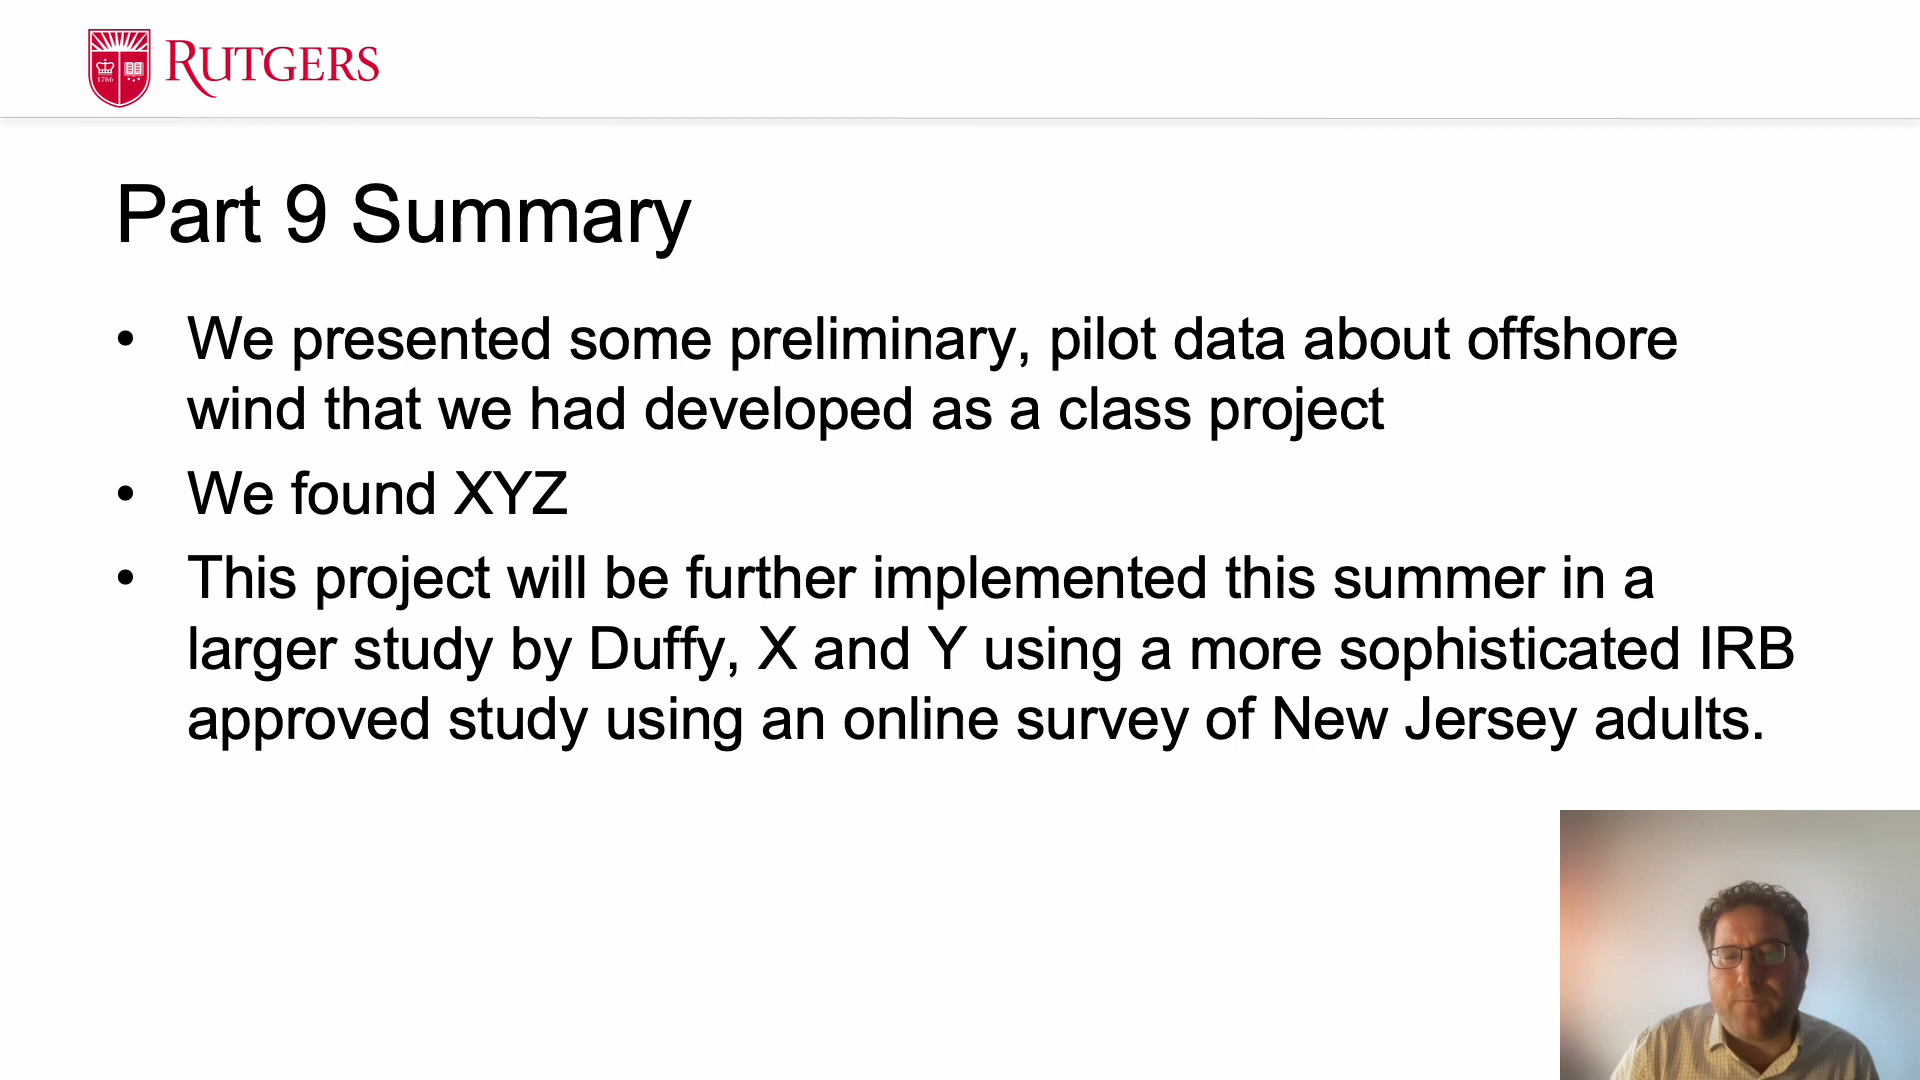 1766
RUTGERS
Part 9 Summary
• We presented some preliminary, pilot data about offshore
wind that we had developed as a class project
• We found XYZ
• This project will be further implemented this summer in a
larger study by Duffy, X and Y using a more sophisticated IRB
approved study using an online survey of New Jersey adults.